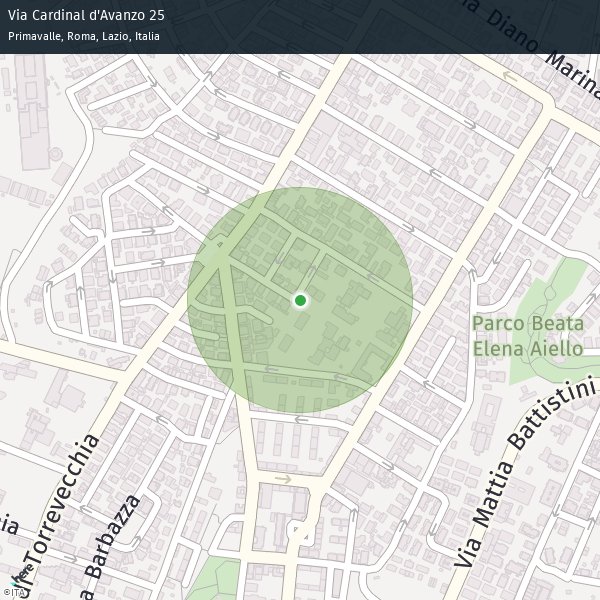 Via Cardinal d'Avanzo 25
Primavalle, Roma, Lazio, Italia
Diano Marina
Parco Beata
Elena Aiello
Via Mattia Battistini
di Torrevecchia
Barbazza
here
©ITA